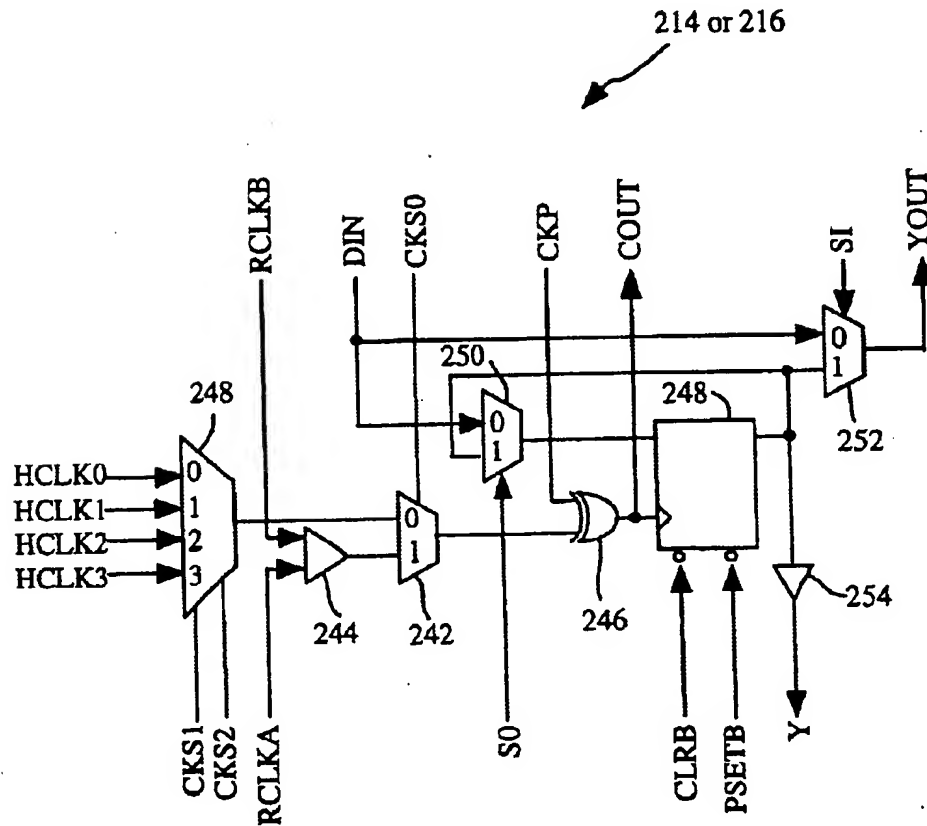 214 or 216
RCLKB
DIN
CKS0
CKP
COUT
SI
YOUT
248
HCLK0
HCLK1
HCLK2
HCLK3
0
1
2
3
250
0
1
248
0
1
252
0
1
244
242
246
254
CKS1
CKS2
RCLKA
S0
CLRB
PSETB
Y